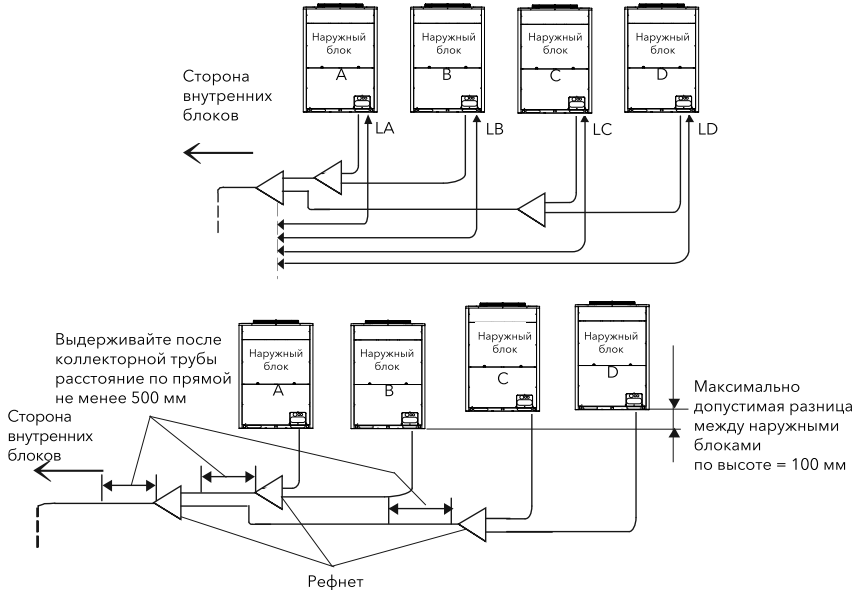 Наружный
блок
A
Наружный
блок
B
Наружный
блок
C
Наружный
блок
D
Сторона
внутренних
блоков
LA
LB
LC
LD
Выдерживайте после
коллекторной трубы
расстояние по прямой
не менее 500 мм
Наружный
блок
A
Наружный
блок
B
Наружный
блок
C
Наружный
блок
D
Максимально
допустимая разница
между наружными
блоками
по высоте = 100 мм
Сторона
внутренних
блоков
Рефнет